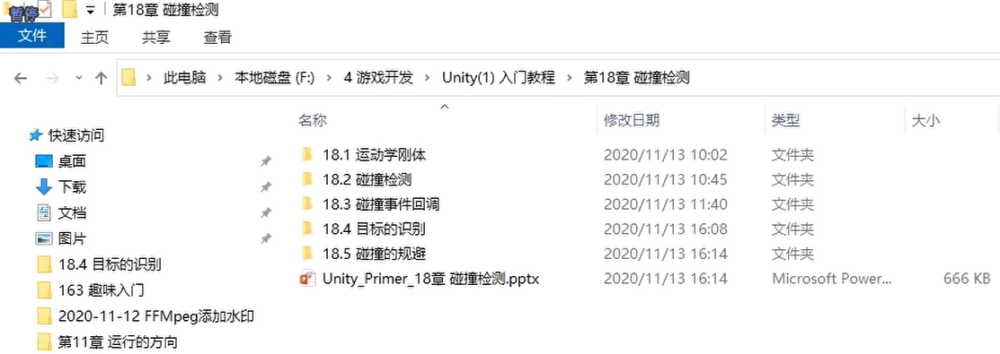 暂停
第18章 碰撞检测
文件 主页 共享 查看
此电脑 本地磁盘 (F:) 4 游戏开发 Unity(1) 入门教程 第18章 碰撞检测
名称 修改日期 类型 大小
快速访问
桌面
下载
文档
图片
18.4 目标的识别
163 趣味入门
2020-11-12 FFMpeg添加水印
第11章 运行的方向
18.1 运动学刚体 2020/11/13 10:02 文件夹
18.2 碰撞检测 2020/11/13 10:45 文件夹
18.3 碰撞事件回调 2020/11/13 11:40 文件夹
18.4 目标的识别 2020/11/13 16:08 文件夹
18.5 碰撞的规避 2020/11/13 16:14 文件夹
Unity_Primer_18章 碰撞检测.pptx 2020/11/13 16:14 Microsoft Power... 666 KB